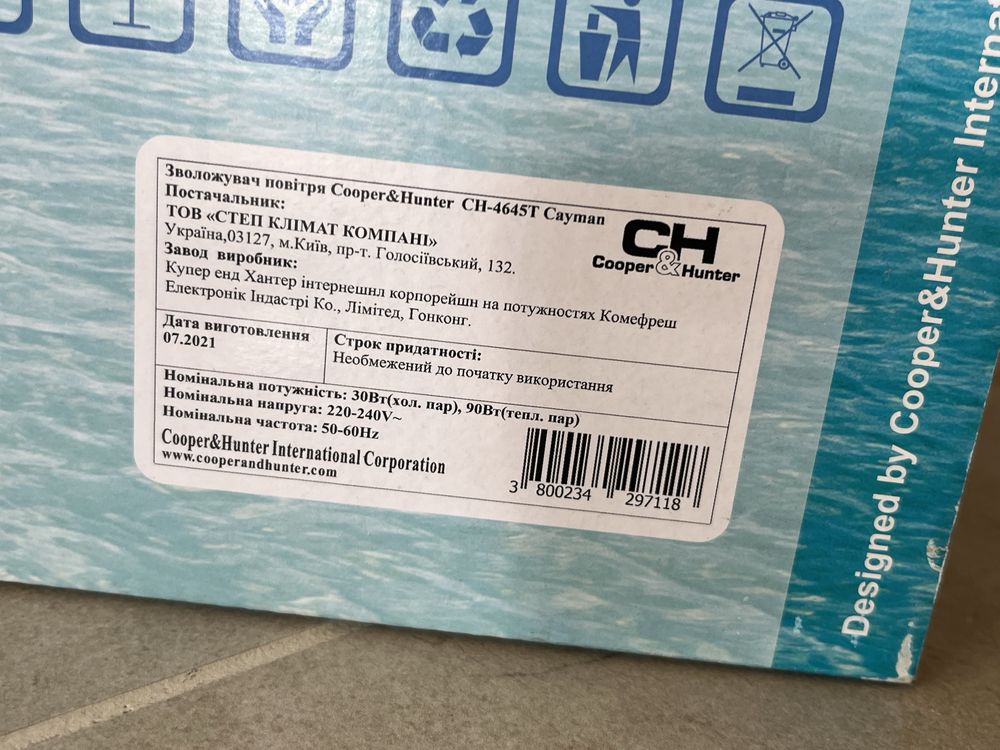 Зволожувач повітря Cooper&Hunter CH-4645T Cayman
Постачальник:
ТОВ «СТЕП КЛІМАТ КОМПАНІ»
Україна,03127, м.Київ, пр-т. Голосіївський, 132.
Завод виробник:
Купер енд Хантер інтернешнл корпорейшн на потужностях Комефреш
Електронік Індастрі Ко., Лімітед, Гонконг.
CH
Cooper&Hunter
Дата виготовлення
07.2021
Строк придатності:
Необмежений до початку використання
Номінальна потужність: 30Вт(хол. пар), 90Вт(тепл. пар)
Номінальна напруга: 220-240V~
Номінальна частота: 50-60Hz
Cooper&Hunter International Corporation
www.cooperandhunter.com
3 800234 297118
Designed by Cooper&Hunter